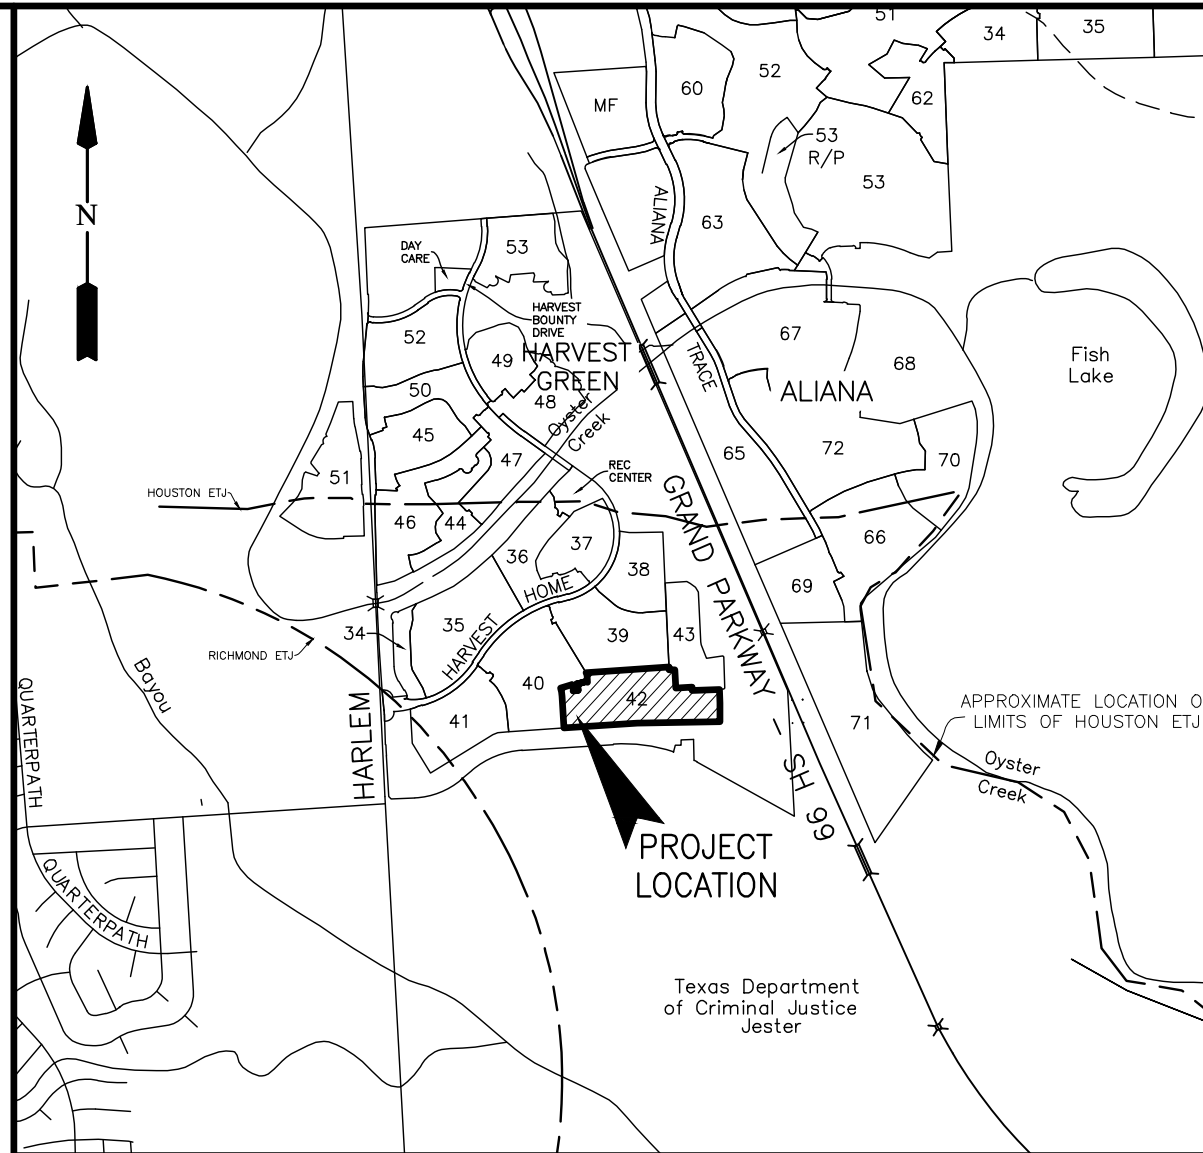 51
34
35
52
60
MF
62
53
R/P
53
N
ALIANA
63
DAY
CARE
53
HARVEST
BOUNTY
DRIVE
52
67
49
HARVEST
GREEN
TRACE
68
Fish
Lake
50
48
ALIANA
Oyster
Creek
45
47
65
72
70
REC
CENTER
51
HOUSTON ETJ
GRAND PARKWAY - SH 99
46
44
37
66
36
38
HOME
69
34
35
HARVEST
39
43
RICHMOND ETJ
Bayou
QUARTERPATH
40
42
HARLEM
41
71
APPROXIMATE LOCATION O
LIMITS OF HOUSTON ETJ
Oyster
Creek
PROJECT
LOCATION
QUARTERPATH
Texas Department
of Criminal Justice
Jester